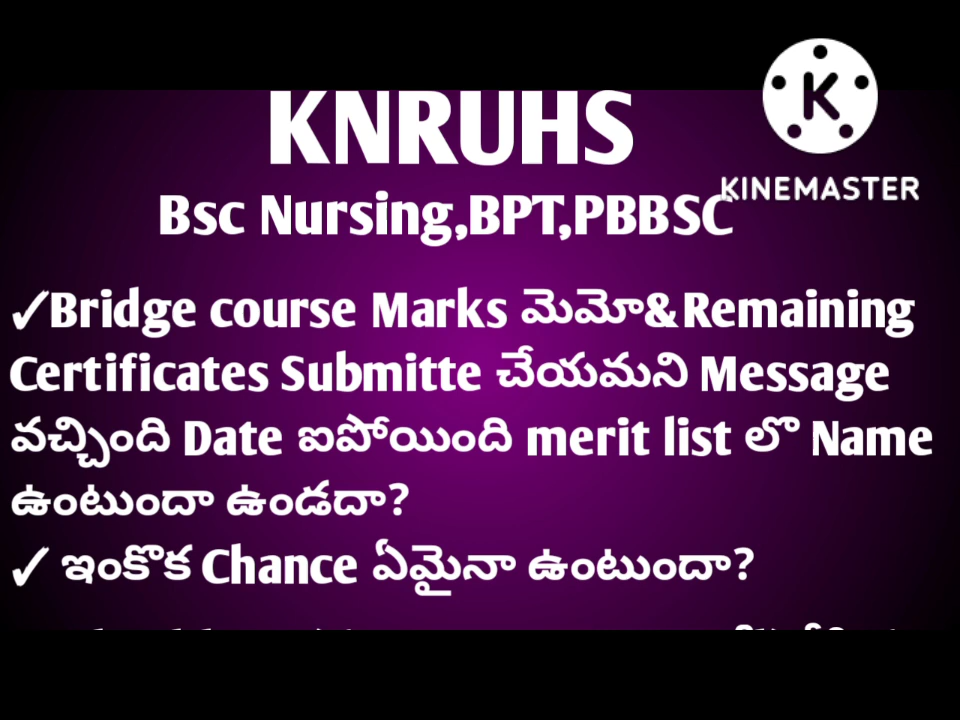 KNRUHS
KINEMASTER
Bsc Nursing,BPT,PBBSC
✓Bridge course Marks మెమో&Remaining
Certificates Submitte చేయమని Message
వచ్చింది Date ఐపోయింది merit list లొ Name
ఉంటుందా ఉండదా?
✓ ఇంకొక Chance ఏమైనా ఉంటుందా?